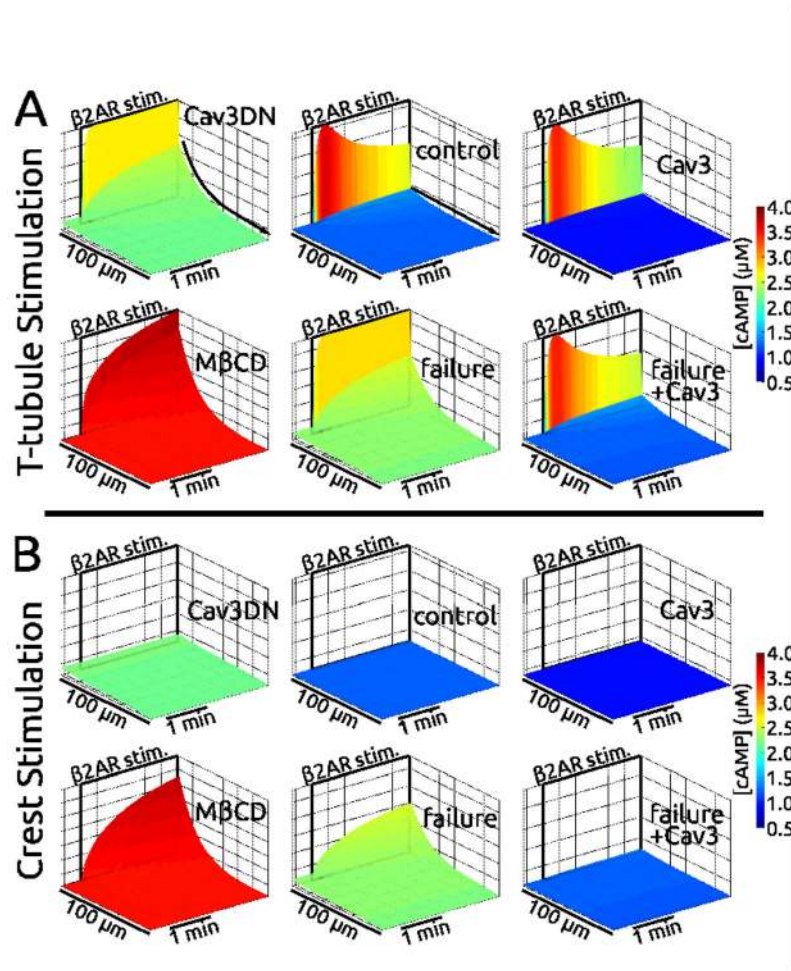 A
T-tubule Stimulation
β2AR stim.
Cav3DN
100 μm
1 min
β2AR stim.
control
100 μm
1 min
β2AR stim.
Cav3
100 μm
1 min
β2AR stim.
MβCD
100 μm
1 min
β2AR stim.
failure
100 μm
1 min
β2AR stim.
failure
+Cav3
100 μm
1 min
[cAMP] (μM)
4.0
3.5
3.0
2.5
2.0
1.5
1.0
0.5
B
Crest Stimulation
β2AR stim.
Cav3DN
100 μm
1 min
β2AR stim.
control
100 μm
1 min
β2AR stim.
Cav3
100 μm
1 min
β2AR stim.
MβCD
100 μm
1 min
β2AR stim.
failure
100 μm
1 min
β2AR stim.
failure
+Cav3
100 μm
1 min
[cAMP] (μM)
4.0
3.5
3.0
2.5
2.0
1.5
1.0
0.5